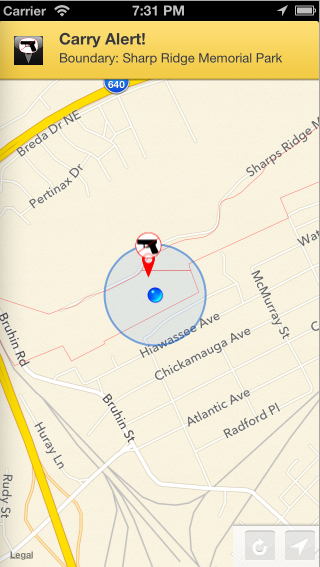 Carrier 7:31 PM
Carry Alert!
Boundary: Sharp Ridge Memorial Park
640
Breda Dr NE
Pertinax Dr
Sharps Ridge M
Wat
McMurray St
Hiawassee Ave
Chickamauga Ave
Bruhin Rd
Bruhin St
Atlantic Ave
Radford Pl
Huray Ln
Rudy St
Legal